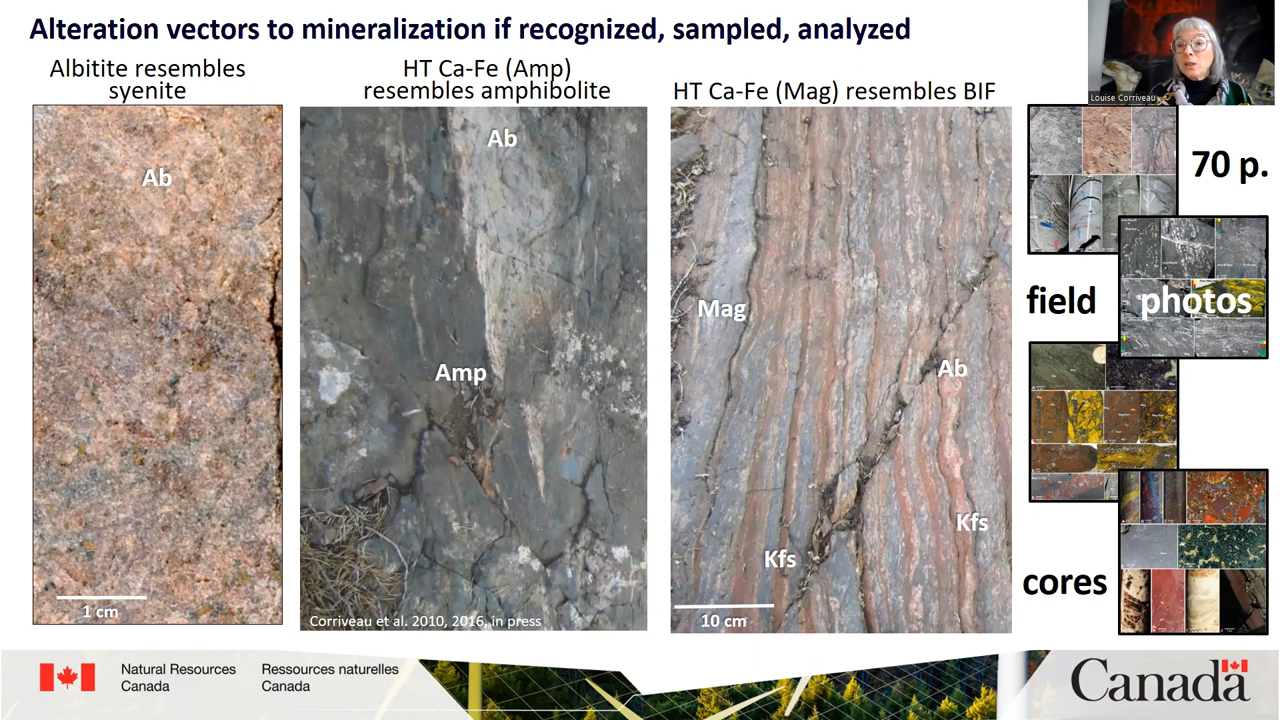 Alteration vectors to mineralization if recognized, sampled, analyzed
Louise Corriveau
Albitite resembles
syenite
HT Ca-Fe (Amp)
resembles amphibolite
HT Ca-Fe (Mag) resembles BIF
Ab
1 cm
Ab
Amp
Corriveau et al. 2010, 2016, in press
Mag
Ab
Kfs
Kfs
10 cm
70 p.
field
photos
cores
Natural Resources
Canada
Ressources naturelles
Canada
Canada